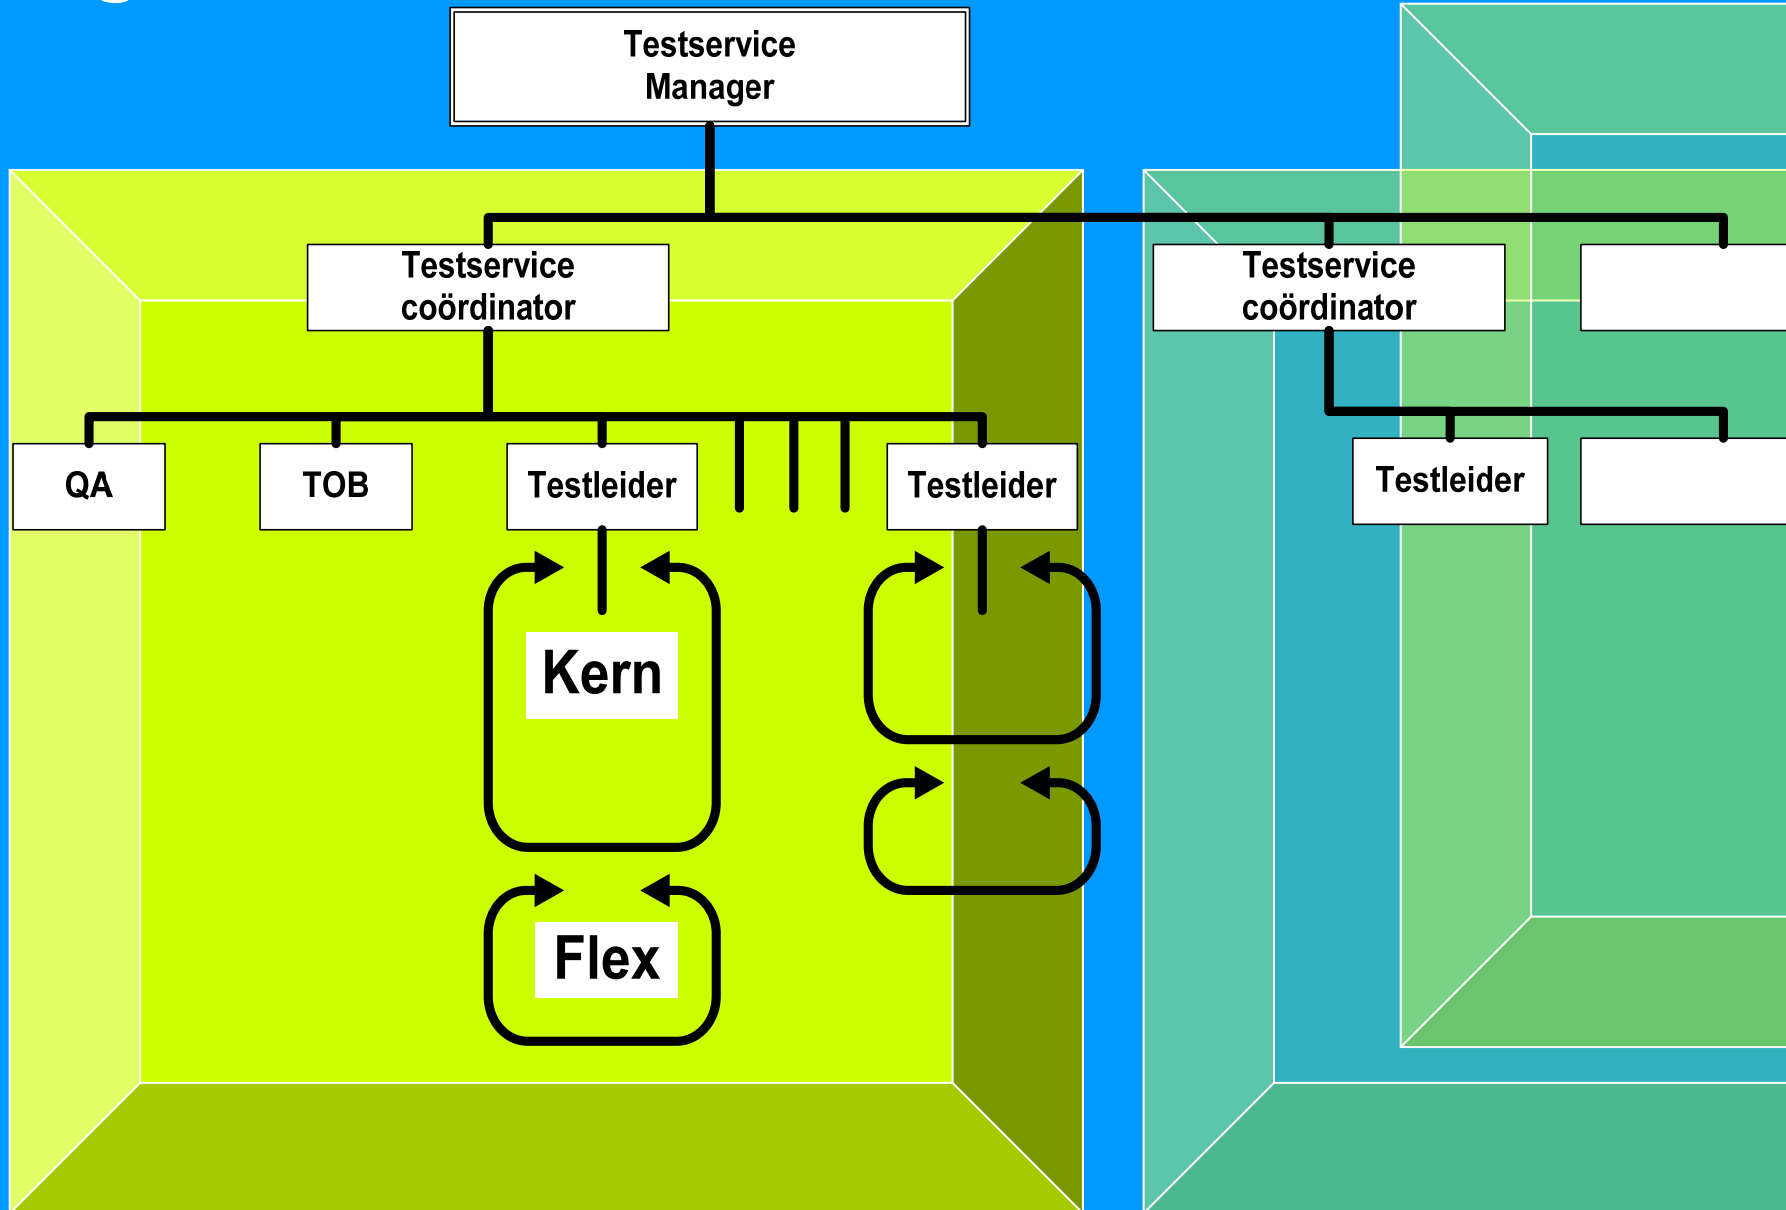 Testservice
Manager
Testservice
coördinator
Testservice
coördinator
QA
TOB
Testleider
Testleider
Testleider
Kern
Flex